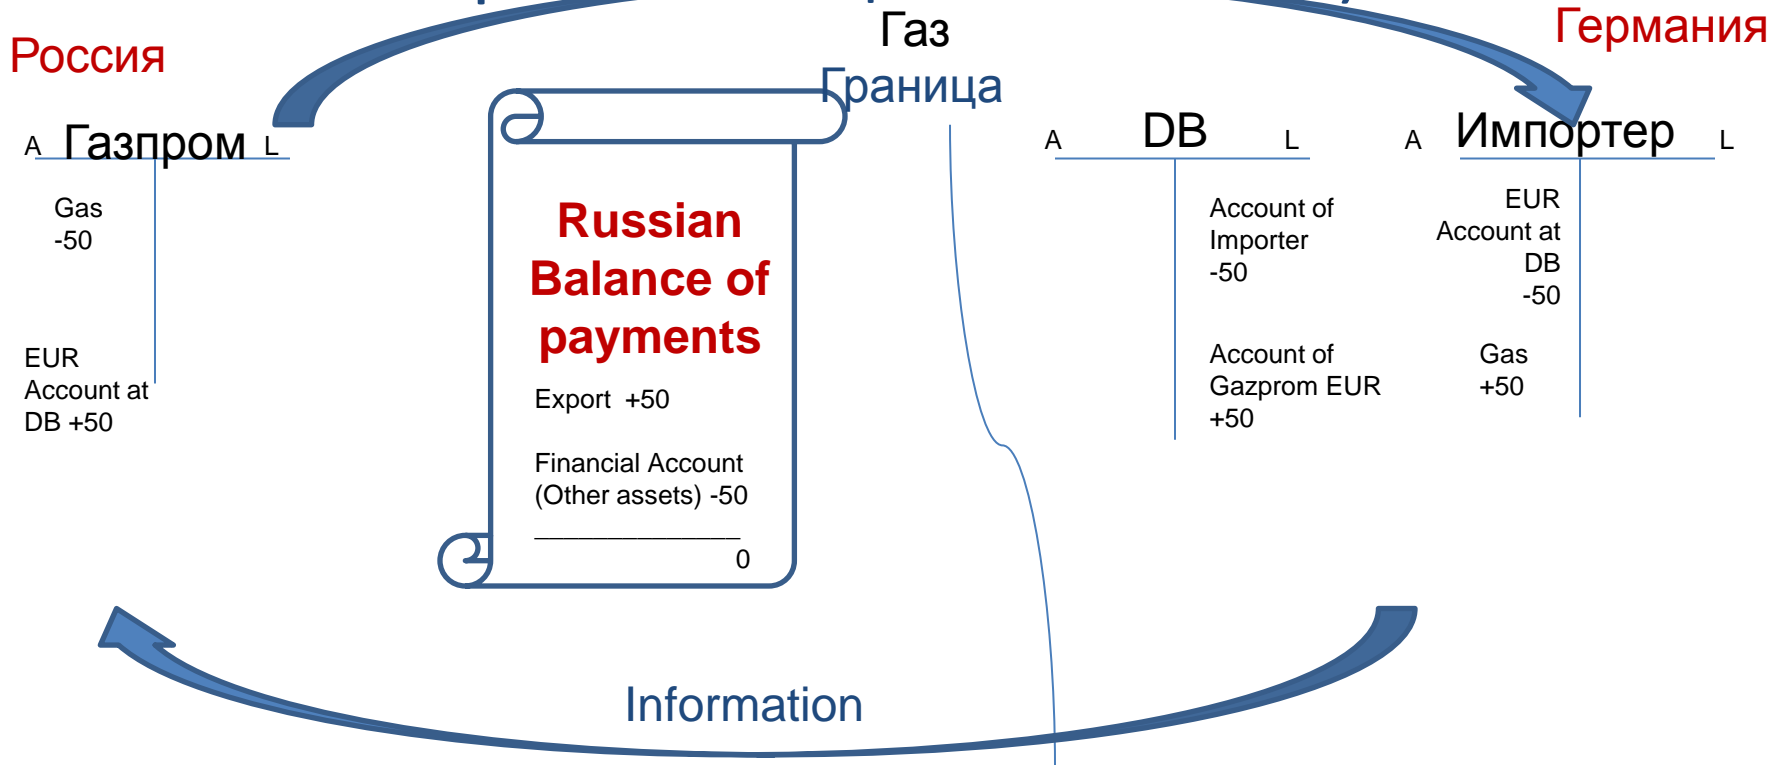 Газ
Германия
Россия
Граница
A Газпром L
A DB L
A Импортер L
Gas
-50
EUR
Account at
DB +50
Russian
Balance of
payments
Export +50
Financial Account
(Other assets) -50
_______________
0
Account of
Importer
-50
Account of
Gazprom EUR
+50
EUR
Account at
DB
-50
Gas
+50
Information